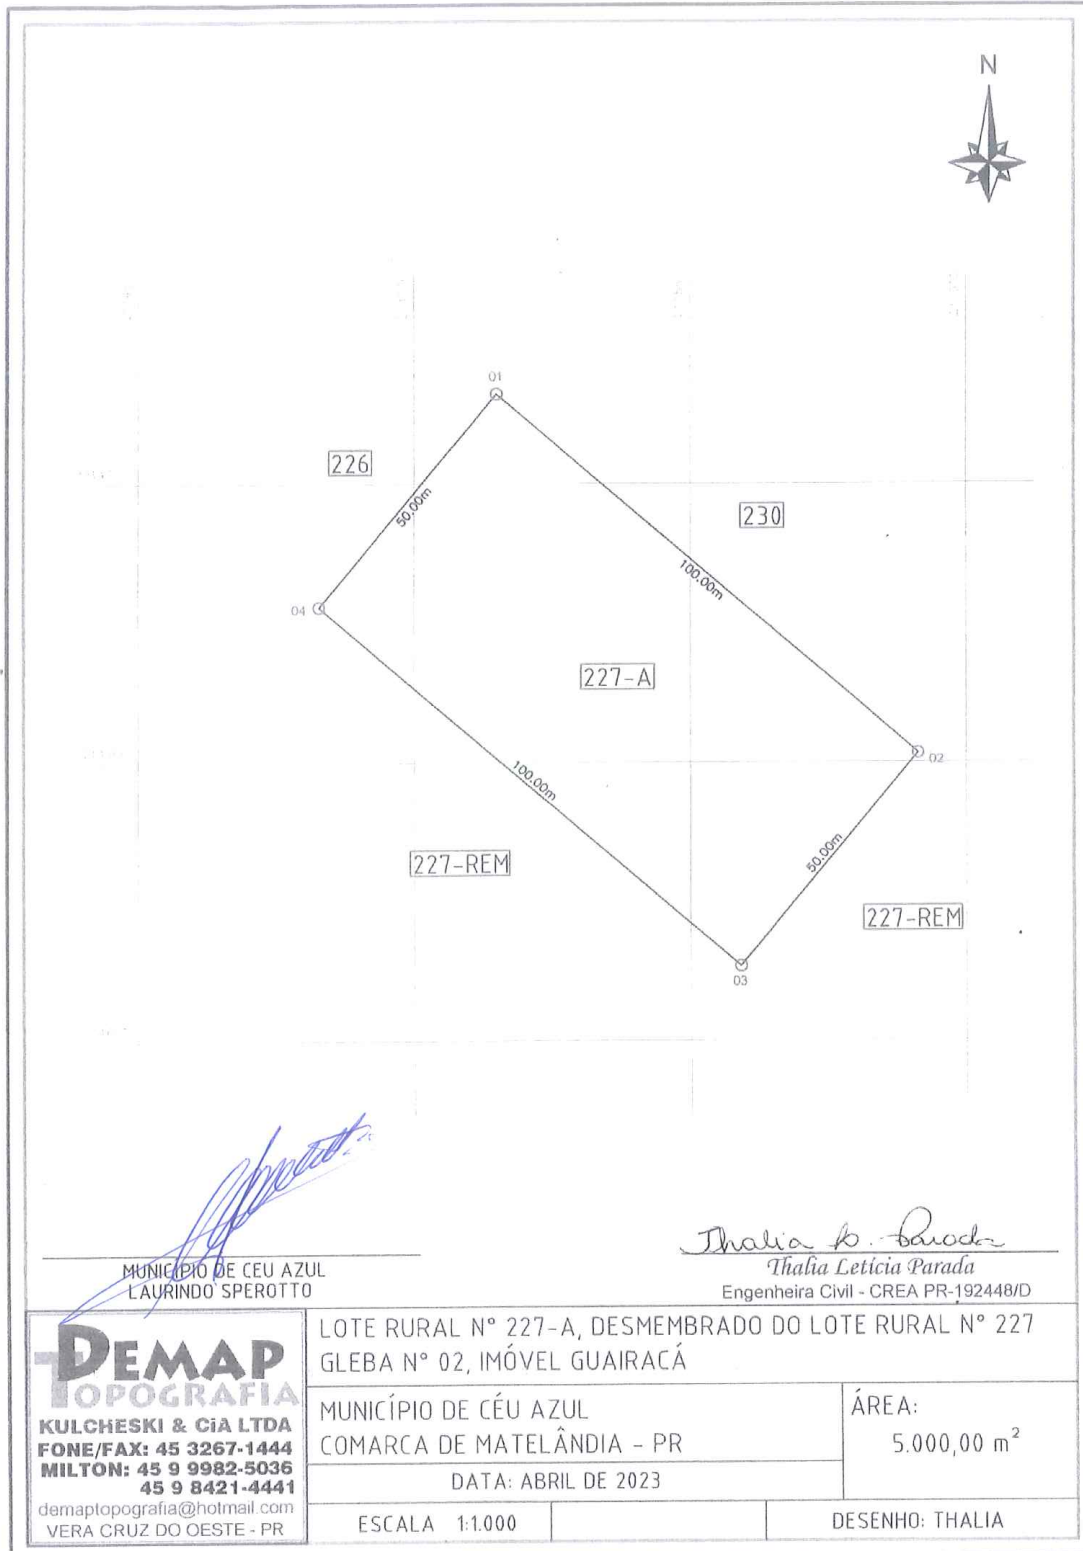 N
01
226
50.00m
230
100.00m
04
227-A
02
100.00m
227-REM
50.00m
227-REM
03
Thalia L. Parada
MUNICÍPIO DE CEU AZUL
LAURINDO SPEROTTO
Thalia Letícia Parada
Engenheira Civil - CREA PR-192448/D
DEMAP
TOPOGRAFIA
KULCHESKI & CiA LTDA
FONE/FAX: 45 3267-1444
MILTON: 45 9 9982-5036
45 9 8421-4441
demaptopografia@hotmail.com
VERA CRUZ DO OESTE - PR
LOTE RURAL N° 227-A, DESMEMBRADO DO LOTE RURAL N° 227
GLEBA N° 02, IMÓVEL GUAIRACÁ
MUNICÍPIO DE CÉU AZUL
COMARCA DE MATELÂNDIA - PR
ÁREA:
5.000,00 m²
DATA: ABRIL DE 2023
ESCALA 1:1.000
DESENHO: THALIA